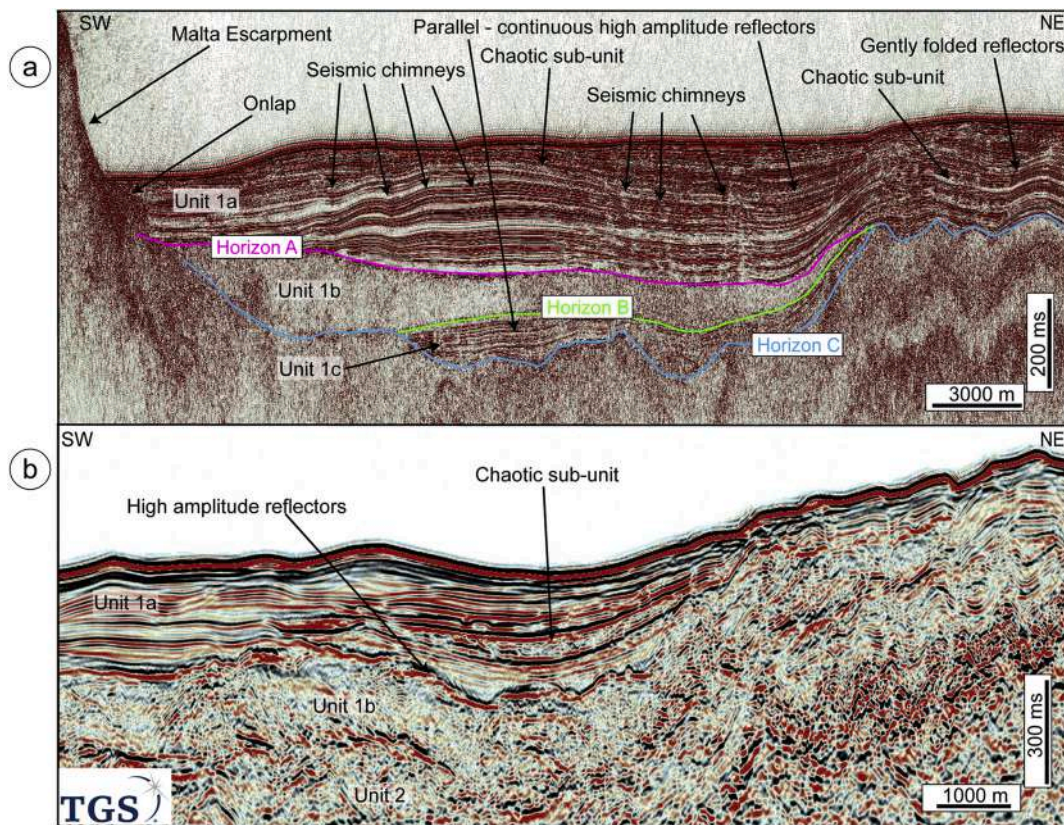 a
SW
NE
Malta Escarpment
Parallel - continuous high amplitude reflectors
Gently folded reflectors
Seismic chimneys
Chaotic sub-unit
Chaotic sub-unit
Onlap
Seismic chimneys
Unit 1a
Horizon A
Unit 1b
Horizon B
Horizon C
Unit 1c
200 ms
3000 m
b
SW
NE
Chaotic sub-unit
High amplitude reflectors
Unit 1a
Unit 1b
Unit 2
300 ms
1000 m
TGS